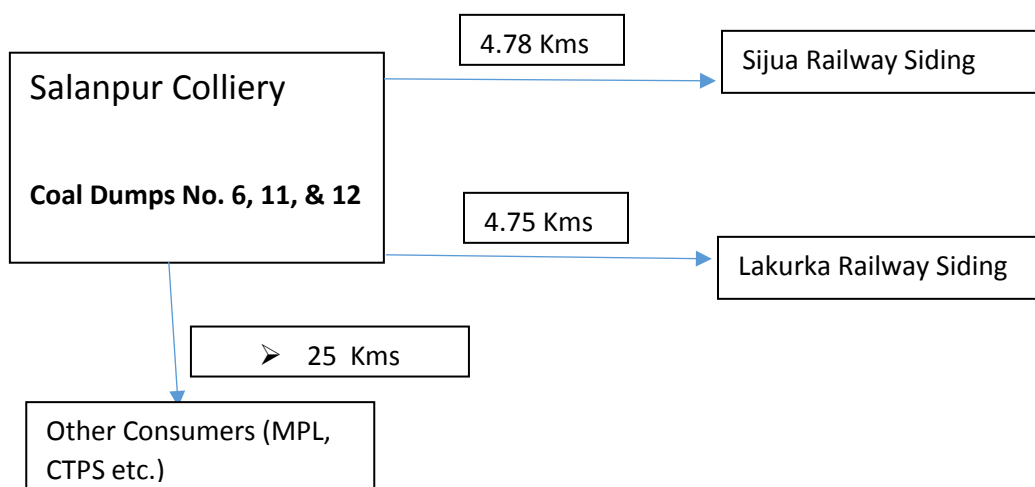 4.78 Kms
Sijua Railway Siding
Salanpur Colliery
Coal Dumps No. 6, 11, & 12
4.75 Kms
Lakurka Railway Siding
➢ 25 Kms
Other Consumers (MPL,
CTPS etc.)